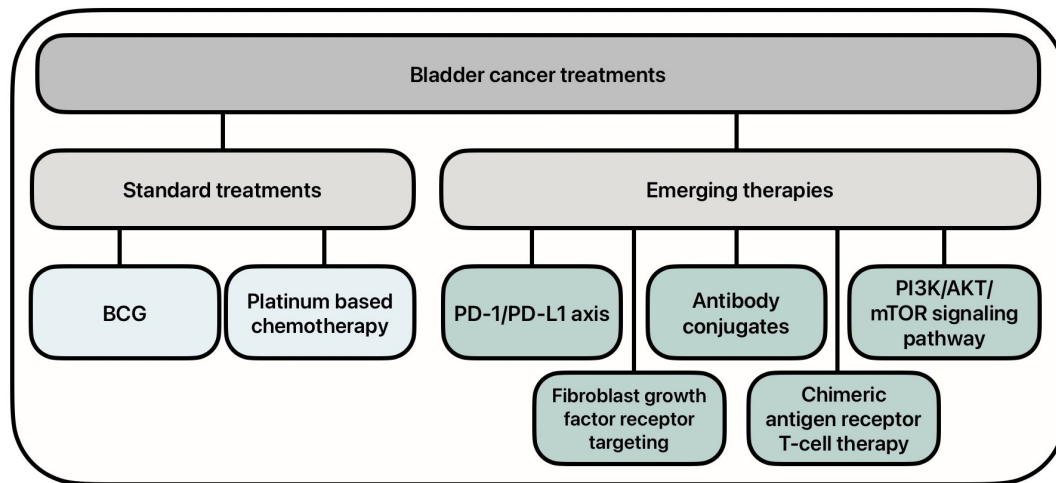 Bladder cancer treatments
Standard treatments
Emerging therapies
BCG
Platinum based
chemotherapy
PD-1/PD-L1 axis
Antibody
conjugates
PI3K/AKT/
mTOR signaling
pathway
Fibroblast growth
factor receptor
targeting
Chimeric
antigen receptor
T-cell therapy